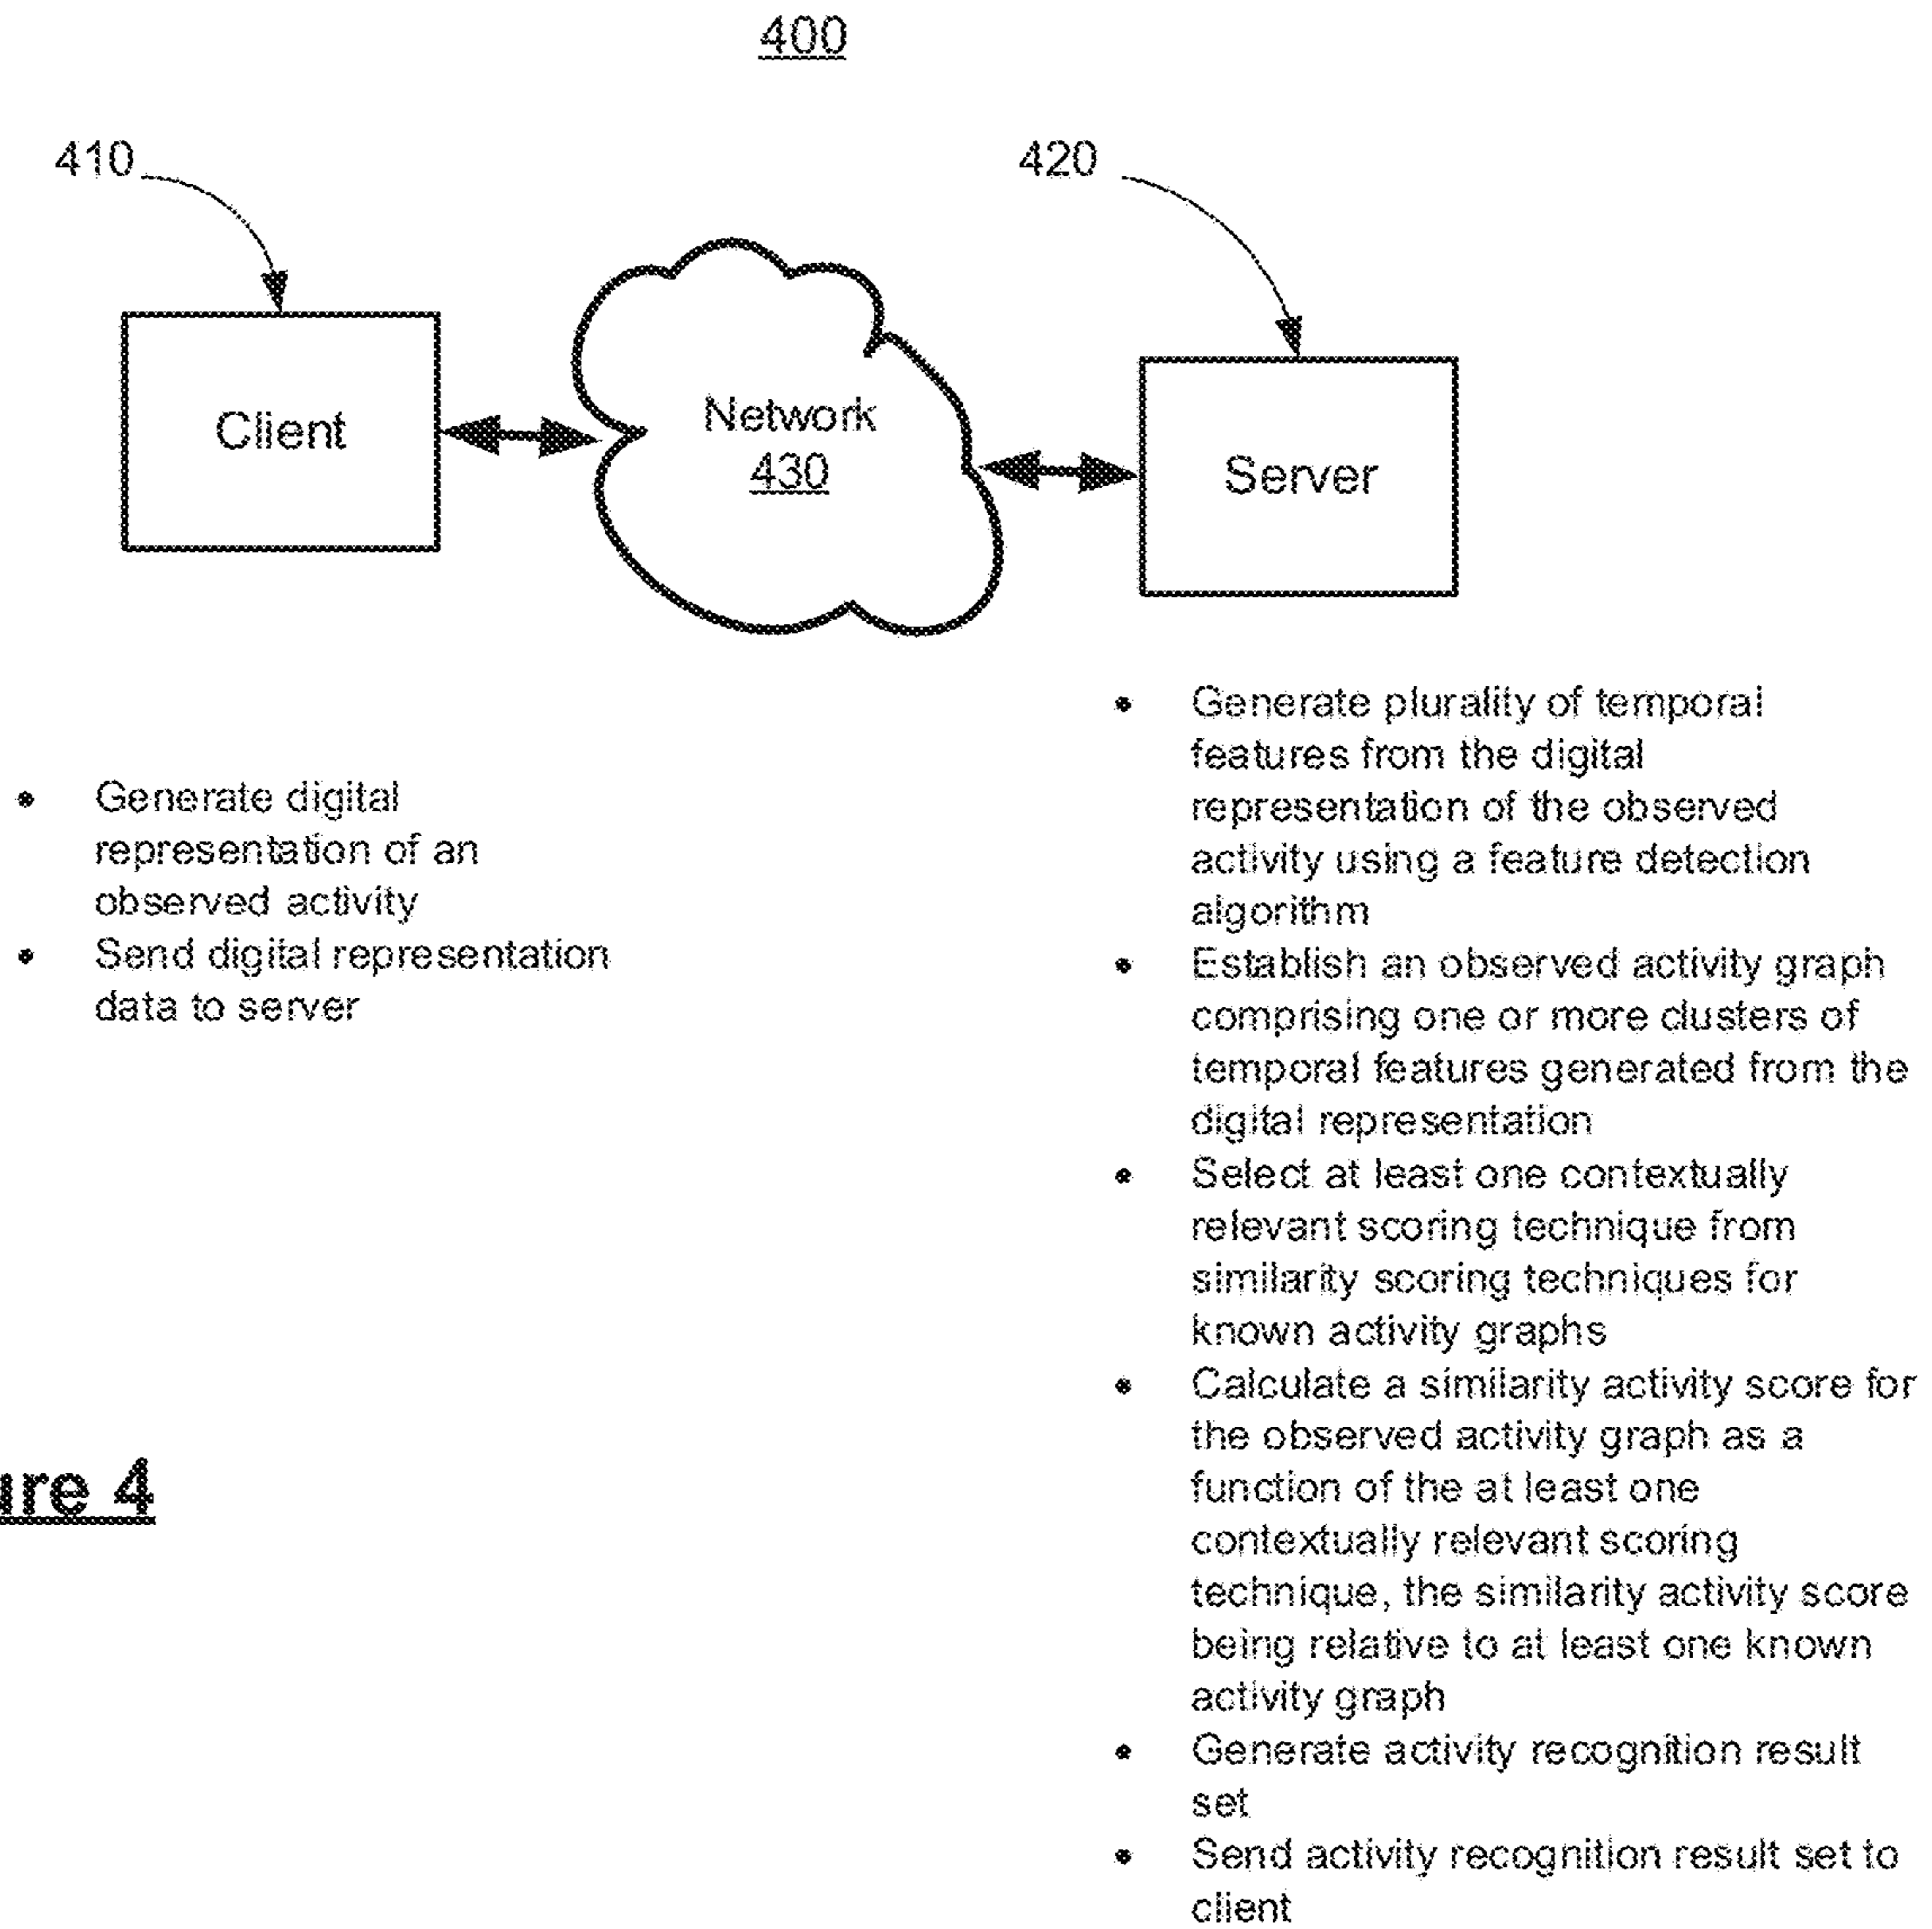 400
410
420
Client
Network
430
Server
• Generate digital
representation of an
observed activity
• Send digital representation
data to server
• Generate plurality of temporal
features from the digital
representation of the observed
activity using a feature detection
algorithm
• Establish an observed activity graph
comprising one or more clusters of
temporal features generated from the
digital representation
• Select at least one contextually
relevant scoring technique from
similarity scoring techniques for
known activity graphs
• Calculate a similarity activity score for
the observed activity graph as a
function of the at least one
contextually relevant scoring
technique, the similarity activity score
being relative to at least one known
activity graph
• Generate activity recognition result
set
• Send activity recognition result set to
client
ure 4